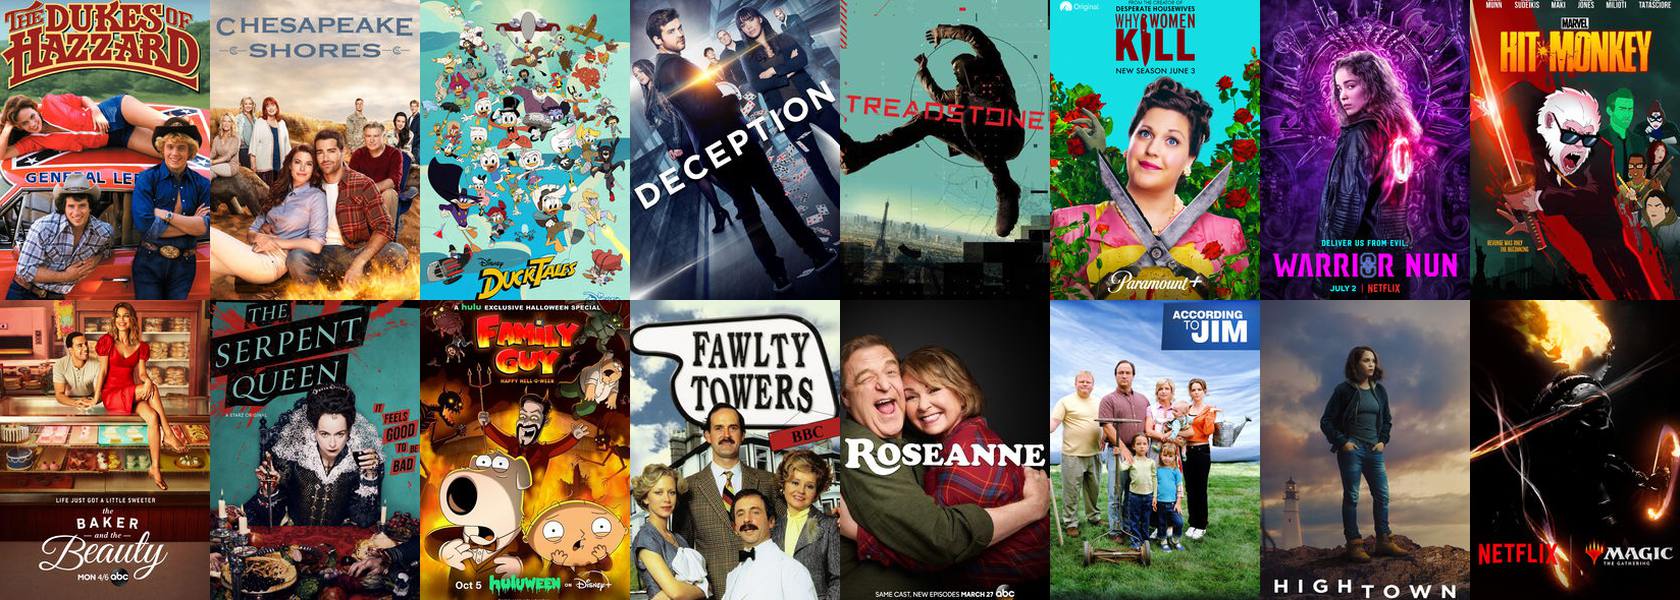 THE DUKES OF
HAZZARD
GENERAL LEE
CHESAPEAKE
SHORES
Disney
DUCKTALES
DECEPTION
TREADSTONE
Original
FROM THE CREATOR OF
DESPERATE HOUSEWIVES
WHY WOMEN
KILL
NEW SEASON JUNE 3
Paramount+
DELIVER US FROM EVIL.
WARRIOR NUN
JULY 2 | NETFLIX
MUNN SUDEIKIS MAKI JONES MILIOTI TATASCIORE
MARVEL
HIT-MONKEY
REVENGE WAS ONLY
THE BEGINNING
LIFE JUST GOT A LITTLE SWEETER
the
BAKER
and the
Beauty
MON 4/6 abc
THE
SERPENT
QUEEN
A STARZ ORIGINAL
IT
FEELS
GOOD
TO BE
BAD
A hulu EXCLUSIVE HALLOWEEN SPECIAL
FAMILY
GUY
HAPPY HELL-O-WEEN
Oct 5 huluween ON Disney+
FAWLTY
TOWERS
BBC
ROSEANNE
SAME CAST, NEW EPISODES MARCH 27 abc
ACCORDING
TO JIM
HIGHTOWN
NETFLIX
MAGIC
THE GATHERING